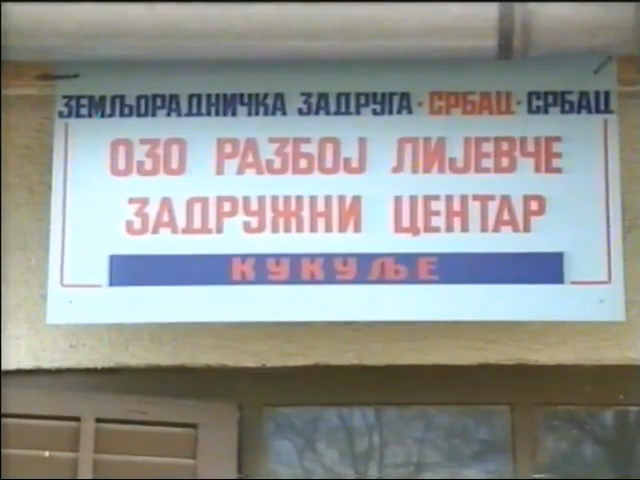 ЗЕМЉОРАДНИЧКА ЗАДРУГА · СРБАЦ · СРБАЦ
ОЗО РАЗБОЈ ЛИЈЕВЧЕ
ЗАДРУЖНИ ЦЕНТАР
КУКУЉЕ